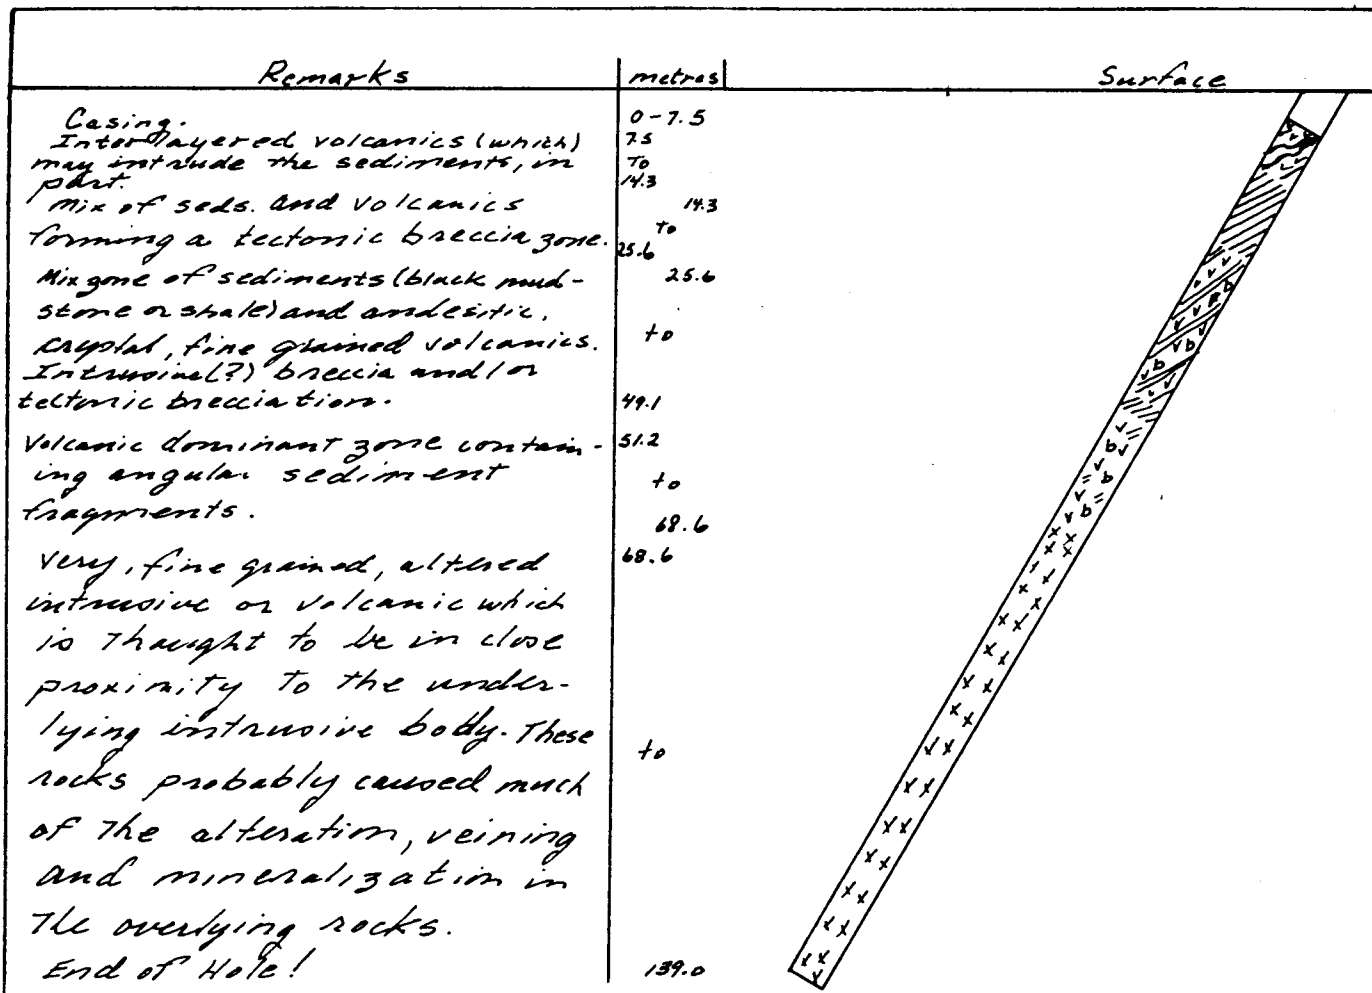 Remarks metres Surface
Casing. 0-7.5
Interlayered volcanics (which) 7.5
may intrude the sediments, in To
part. 14.3
Mix of seds. and volcanics 14.3
forming a tectonic breccia zone. To
25.6
Mix zone of sediments (black mud- 25.6
stone or shale) and andesitic,
fine grained volcanics. to
Intrusive(?) breccia and/or
tectonic brecciation. 49.1
Volcanic dominant zone contain- 51.2
ing angular sediment to
fragments. 68.6
Very, fine grained, altered 68.6
intrusive or volcanic which
is thought to be in close
proximity to the under-
lying intrusive body. These to
rocks probably caused much
of the alteration, veining
and mineralization in
the overlying rocks.
End of Hole! 139.0